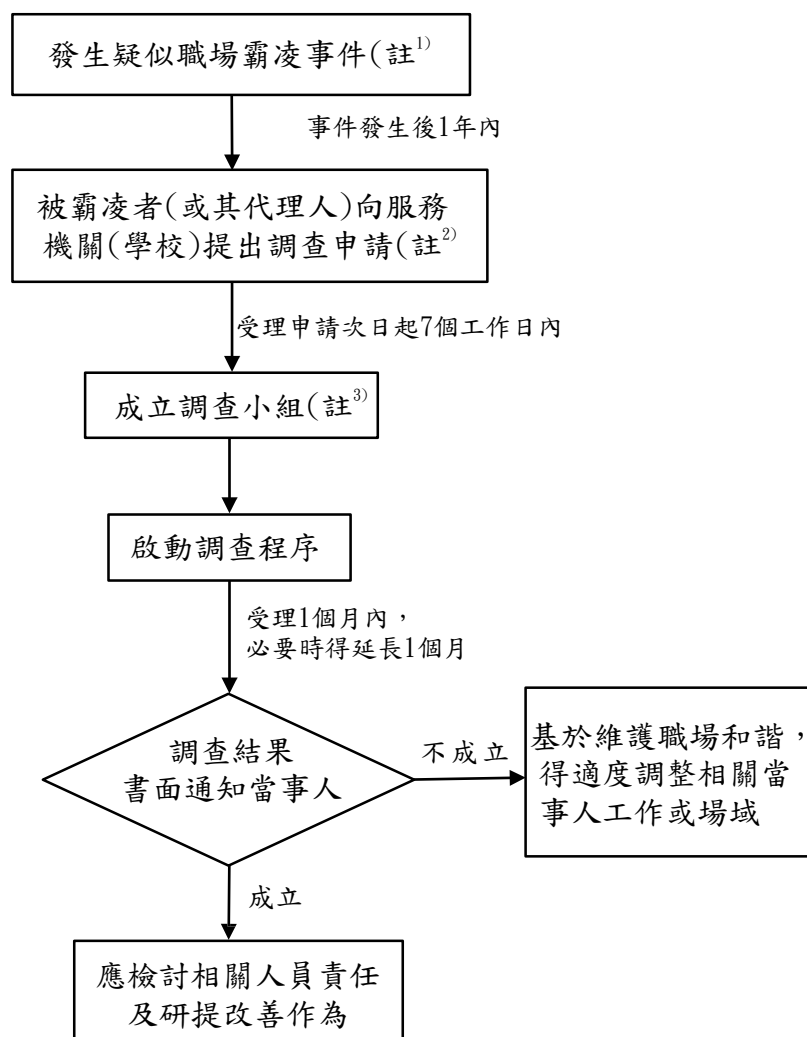 發生疑似職場霸凌事件(註1)
事件發生後1年內
被霸凌者(或其代理人)向服務
機關(學校)提出調查申請(註2)
受理申請次日起7個工作日內
成立調查小組(註3)
啟動調查程序
受理1個月內，
必要時得延長1個月
調查結果
書面通知當事人
不成立
基於維護職場和諧，
得適度調整相關當
事人工作或場域
成立
應檢討相關人員責任
及研提改善作為